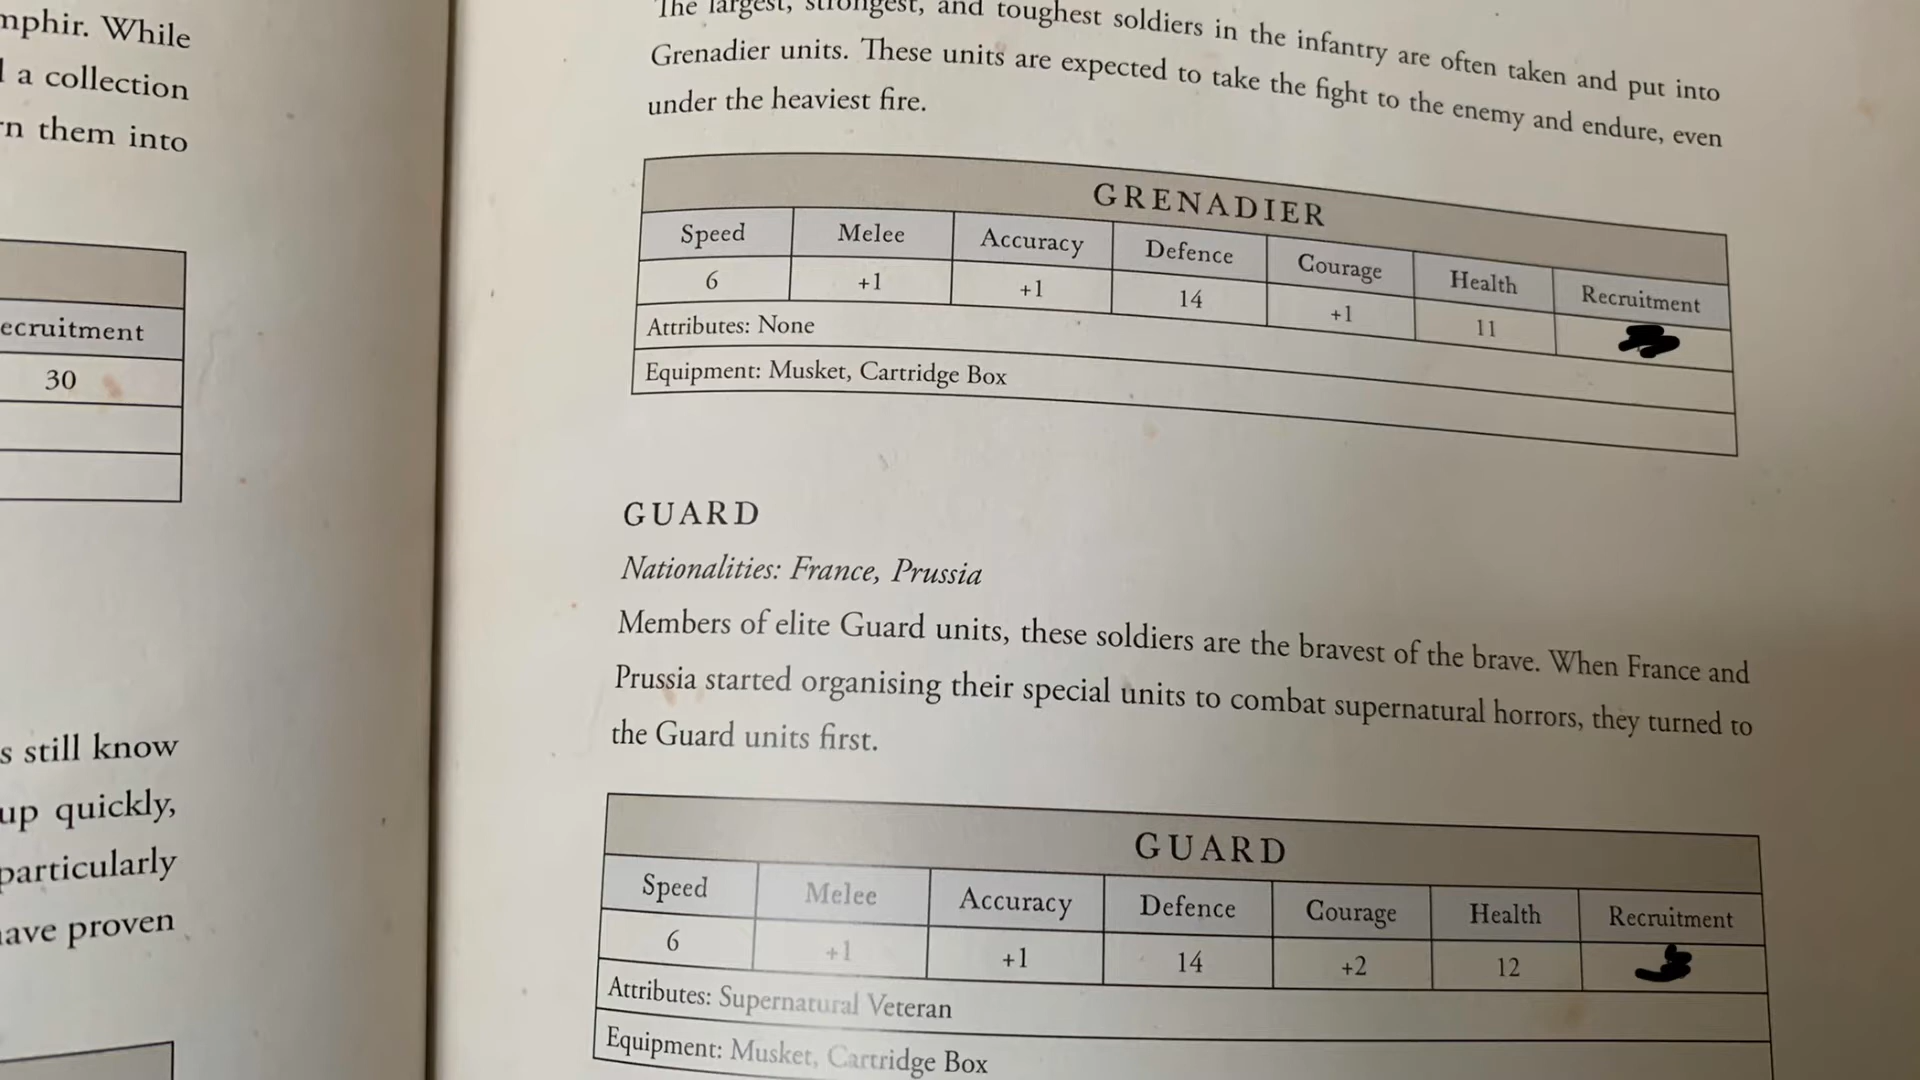 mphir. While
a collection
rn them into
ecruitment
30
s still know
up quickly,
particularly
have proven
The largest, strongest, and toughest soldiers in the infantry are often taken and put into
Grenadier units. These units are expected to take the fight to the enemy and endure, even
under the heaviest fire.
GRENADIER
Speed Melee Accuracy Defence Courage Health Recruitment
6 +1 +1 14 +1 11
Attributes: None
Equipment: Musket, Cartridge Box
GUARD
Nationalities: France, Prussia
Members of elite Guard units, these soldiers are the bravest of the brave. When France and
Prussia started organising their special units to combat supernatural horrors, they turned to
the Guard units first.
GUARD
Speed Melee Accuracy Defence Courage Health Recruitment
6 +1 +1 14 +2 12
Attributes: Supernatural Veteran
Equipment: Musket, Cartridge Box